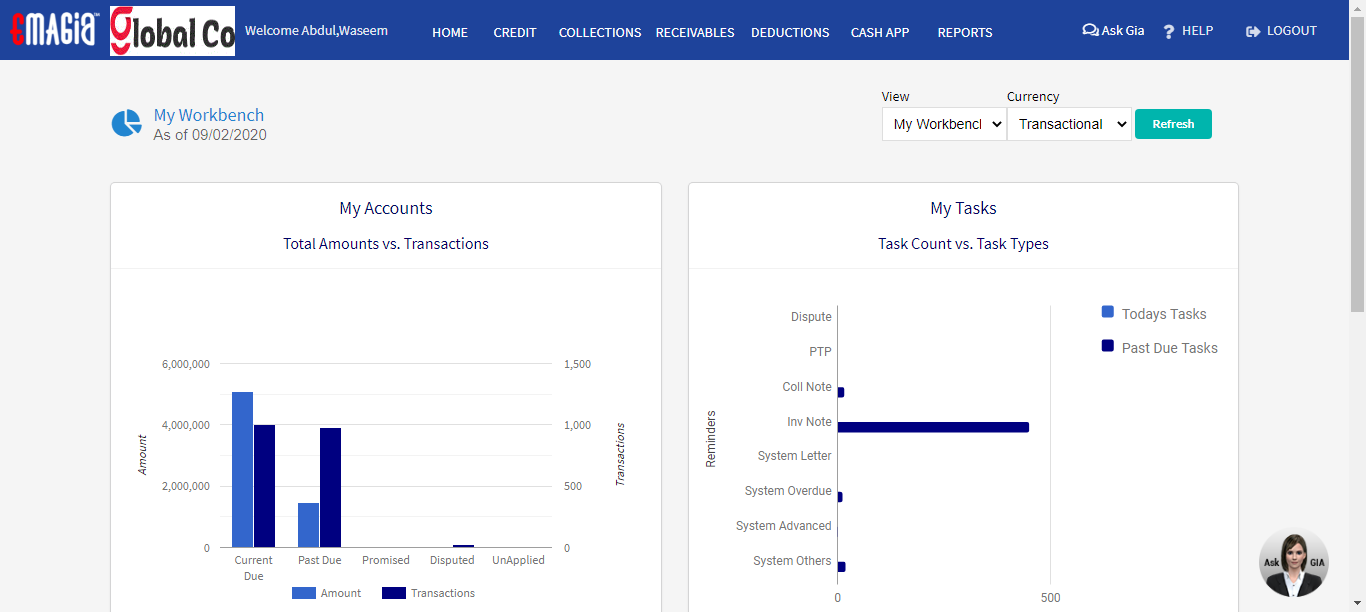 eMAGiA™
Global Co
Welcome Abdul,Waseem
HOME CREDIT COLLECTIONS RECEIVABLES DEDUCTIONS CASH APP REPORTS
Ask Gia
? HELP
LOGOUT
My Workbench
As of 09/02/2020
View
Currency
My Workbencl
Transactional
Refresh
My Accounts
Total Amounts vs. Transactions
6,000,000
4,000,000
2,000,000
0
Amount
1,500
1,000
500
0
Transactions
Current Due
Past Due
Promised
Disputed
UnApplied
Amount
Transactions
My Tasks
Task Count vs. Task Types
Reminders
Dispute
PTP
Coll Note
Inv Note
System Letter
System Overdue
System Advanced
System Others
0
500
Todays Tasks
Past Due Tasks
Ask GIA